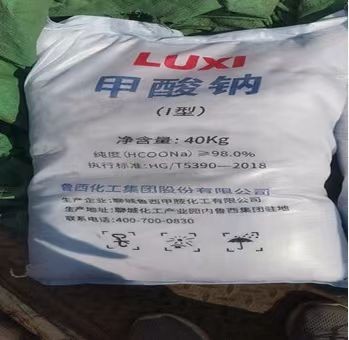 LUXI
甲酸钠
(I型)
净含量:40Kg
纯度(HCOONa)≥98.0%
执行标准:HG/T5390-2018
鲁西化工集团股份有限公司
生产企业:聊城鲁西甲胺化工有限公司
生产地址:聊城化工产业园内鲁西集团驻地
联系电话:400-700-0830